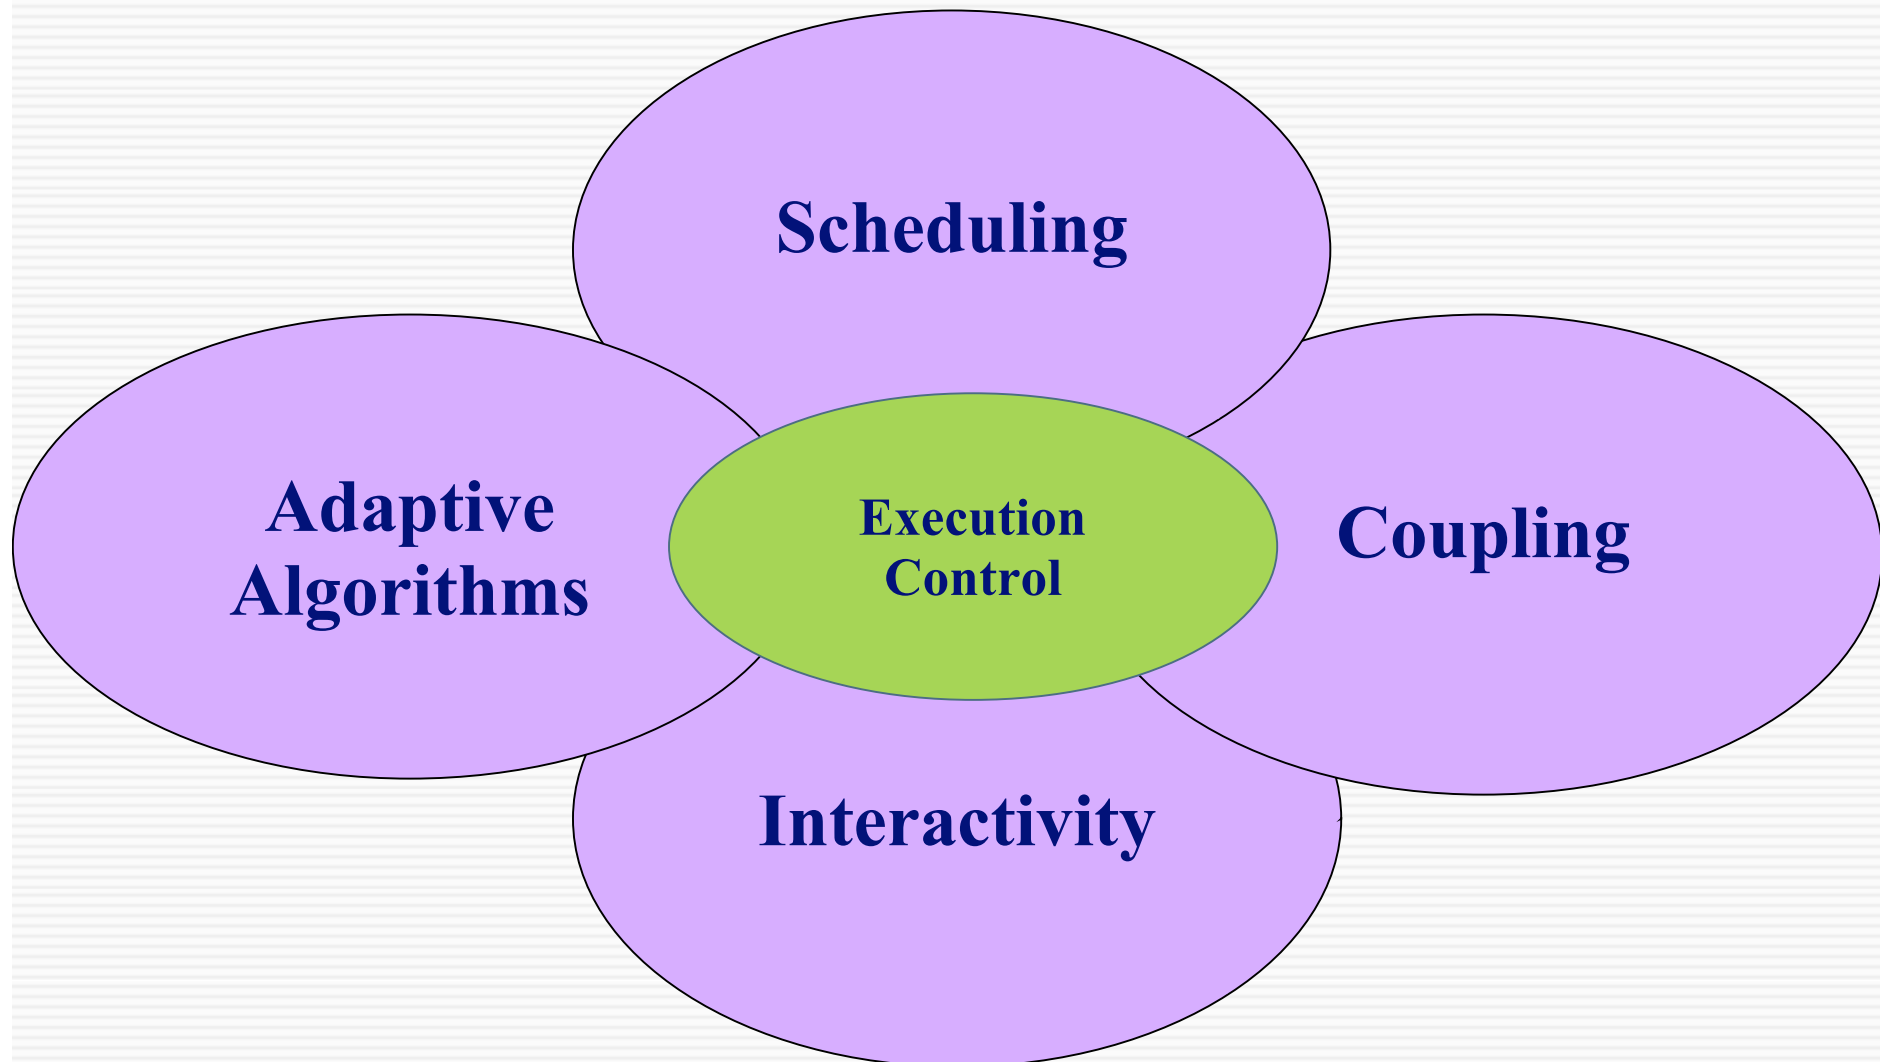 Scheduling
Adaptive
Algorithms
Execution
Control
Coupling
Interactivity